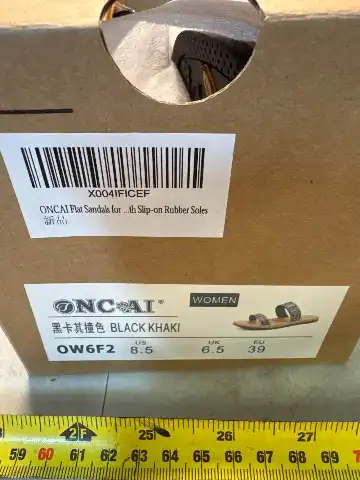 X004IFICEF
ONCAI Flat Sandals for ...th Slip-on Rubber Soles
新品
ONCAI
WOMEN
黑卡其撞色 BLACK KHAKI
US UK EU
OW6F2 8.5 6.5 39
2F 25 26 27
59 60 61 62 63 64 65 66 67 68 69